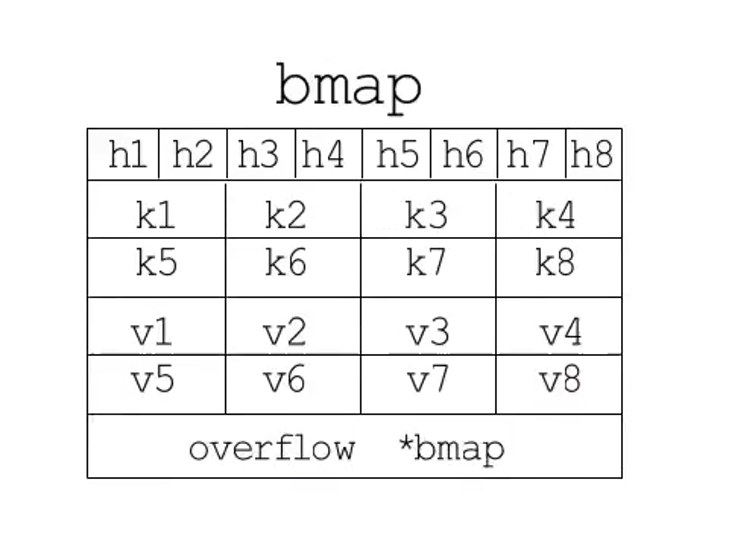 bmap
h1 h2 h3 h4 h5 h6 h7 h8
k1 k2 k3 k4
k5 k6 k7 k8
v1 v2 v3 v4
v5 v6 v7 v8
overflow *bmap